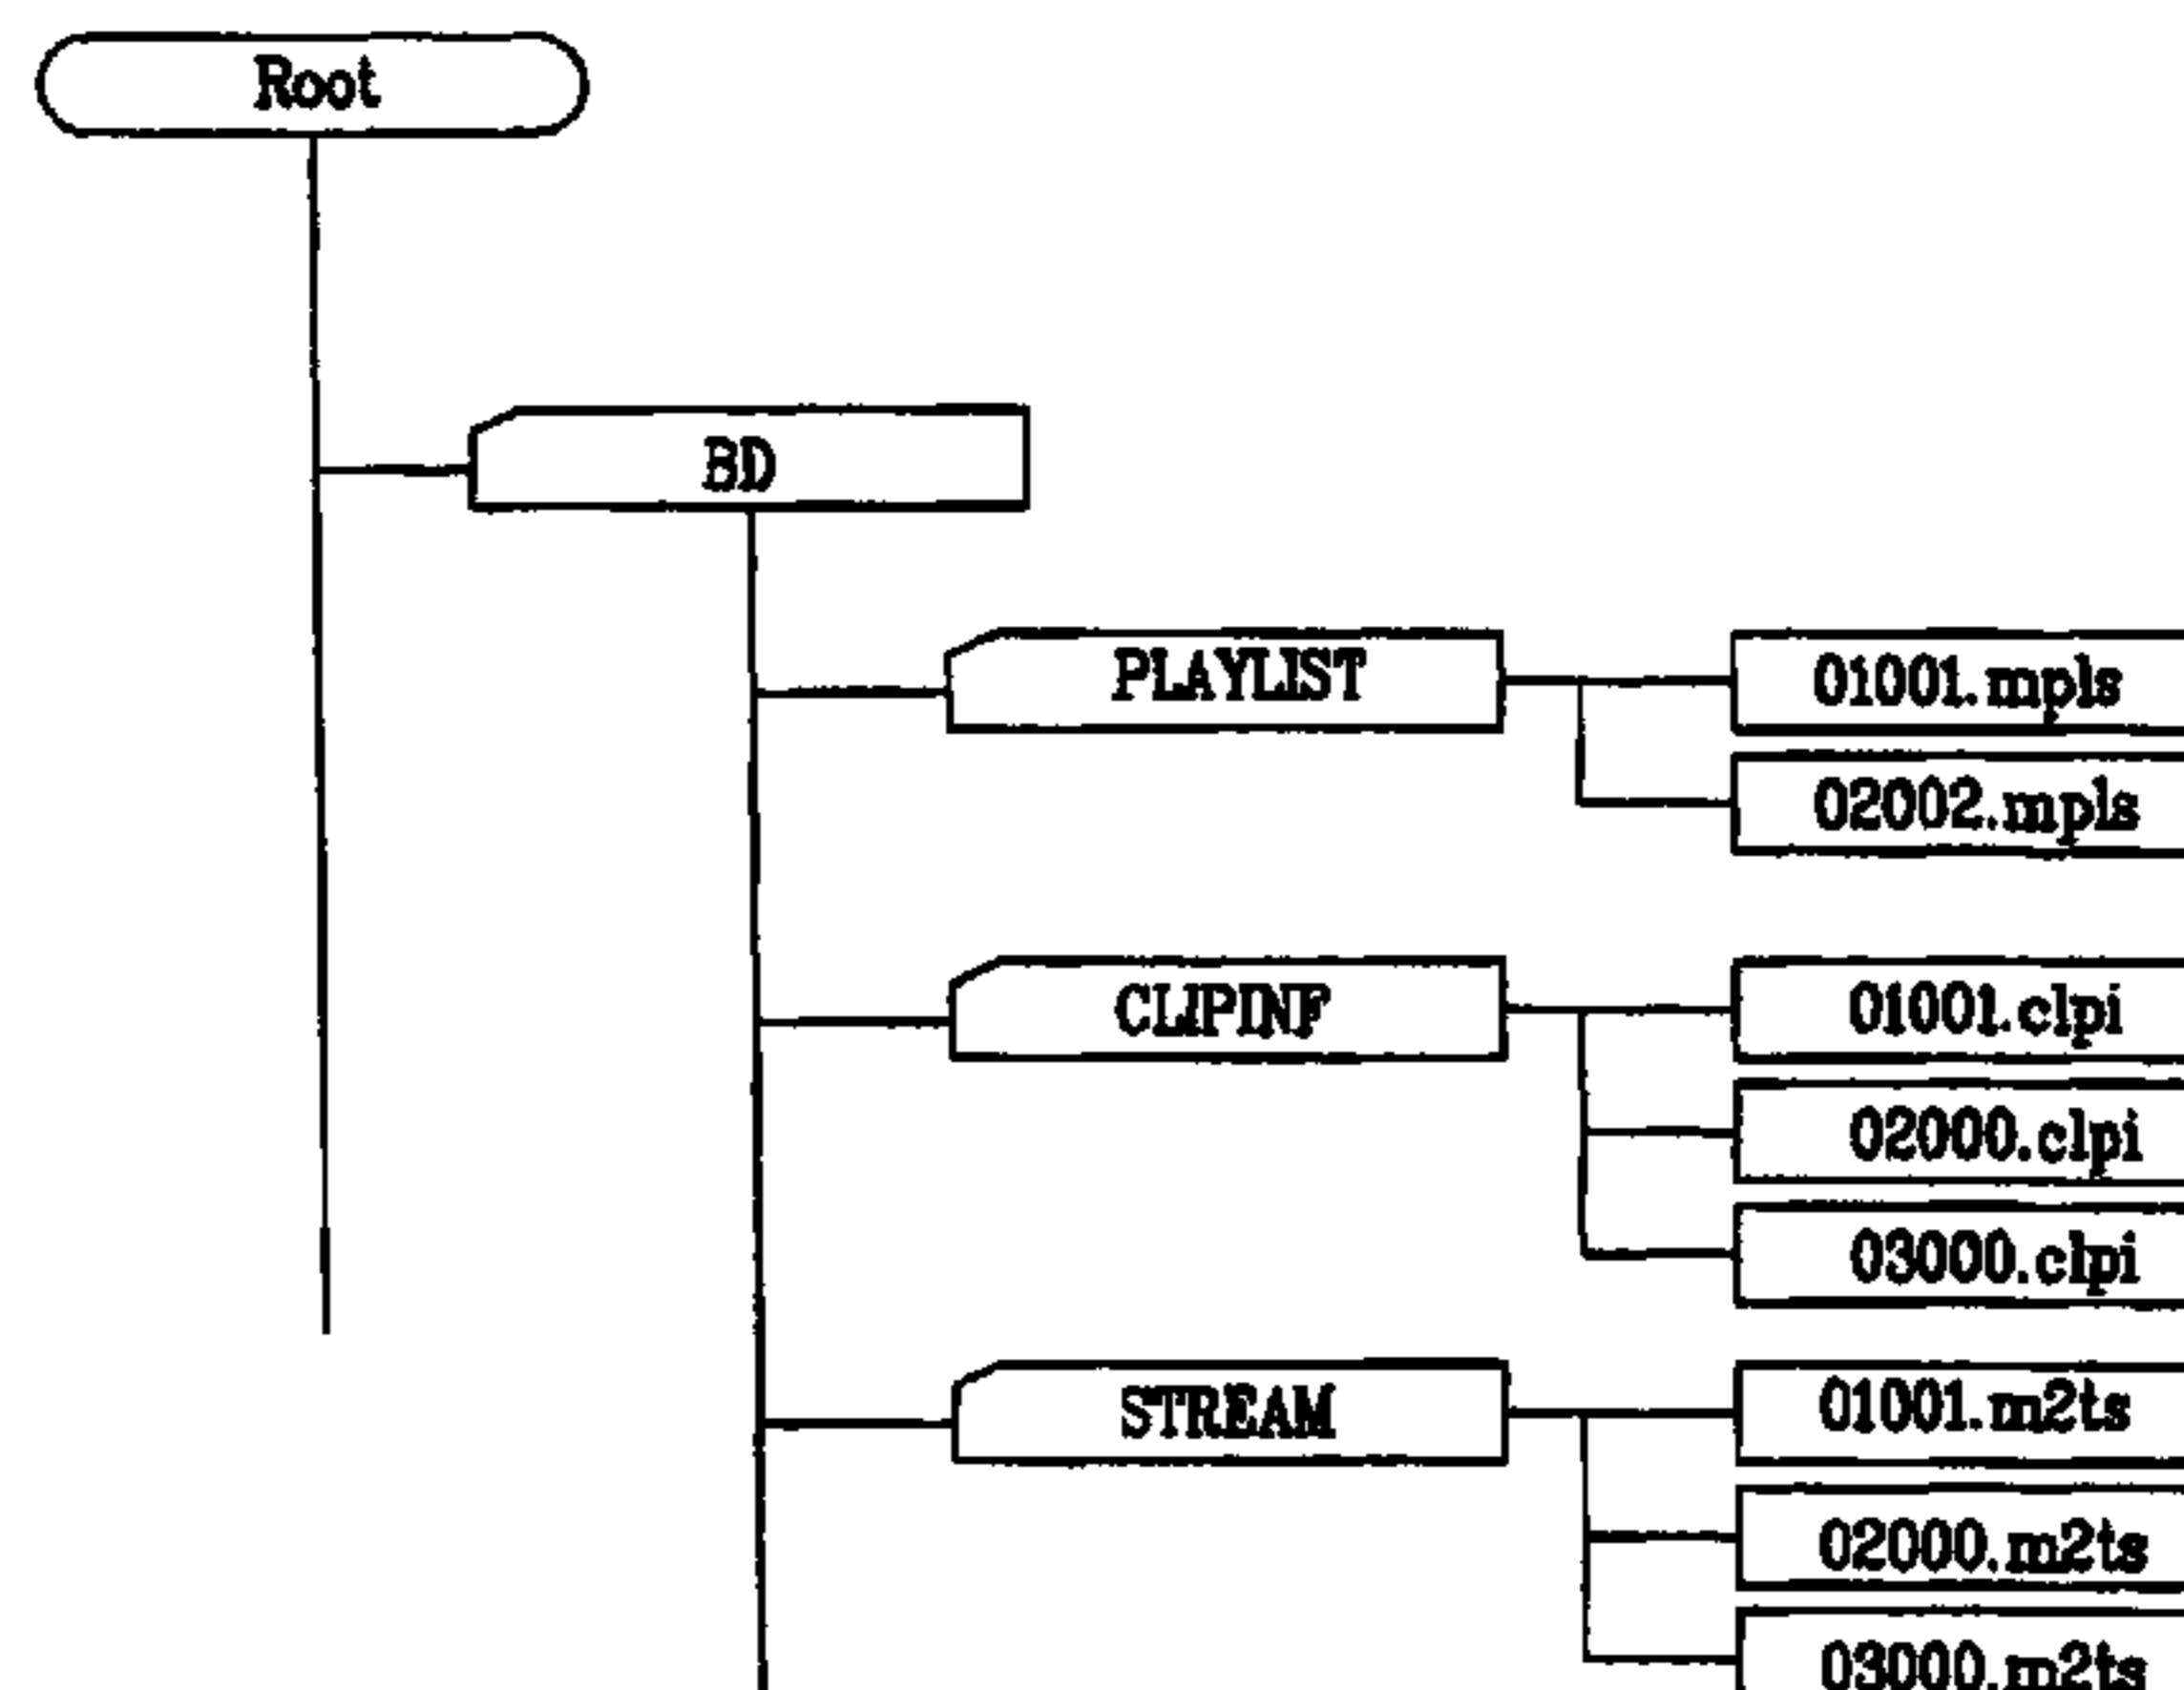 Root
BD
PLAYLIST
01001.mpls
02002.mpls
CLIPINF
01001.clpi
02000.clpi
03000.clpi
STREAM
01001.m2ts
02000.m2ts
03000.m2ts